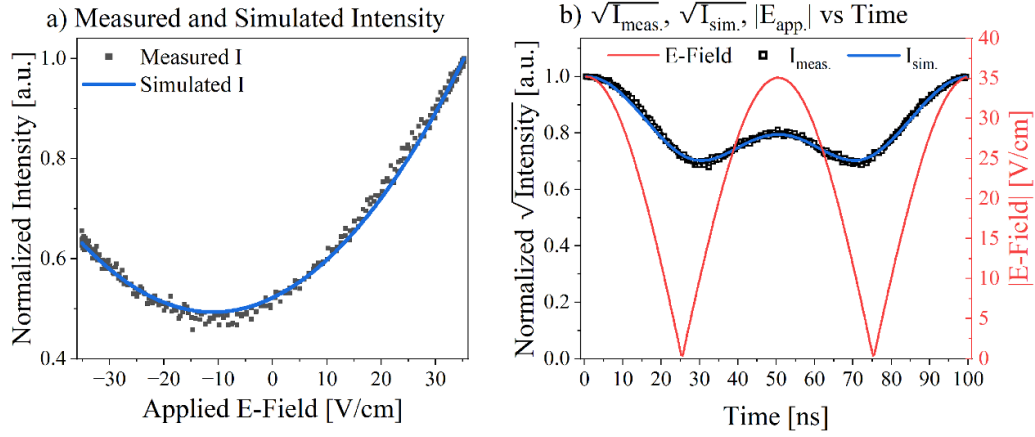 a) Measured and Simulated Intensity
Measured I
Simulated I
Normalized Intensity [a.u.]
1.0
0.8
0.6
0.4
−30 −20 −10 0 10 20 30
Applied E-Field [V/cm]
b) √I_meas., √I_sim., |E_app.| vs Time
E-Field I_meas. I_sim.
Normalized √Intensity [a.u.]
1.0
0.8
0.6
0.4
0.2
0.0
0 10 20 30 40 50 60 70 80 90 100
Time [ns]
40
35
30
25
20
15
10
5
0
|E-Field| [V/cm]